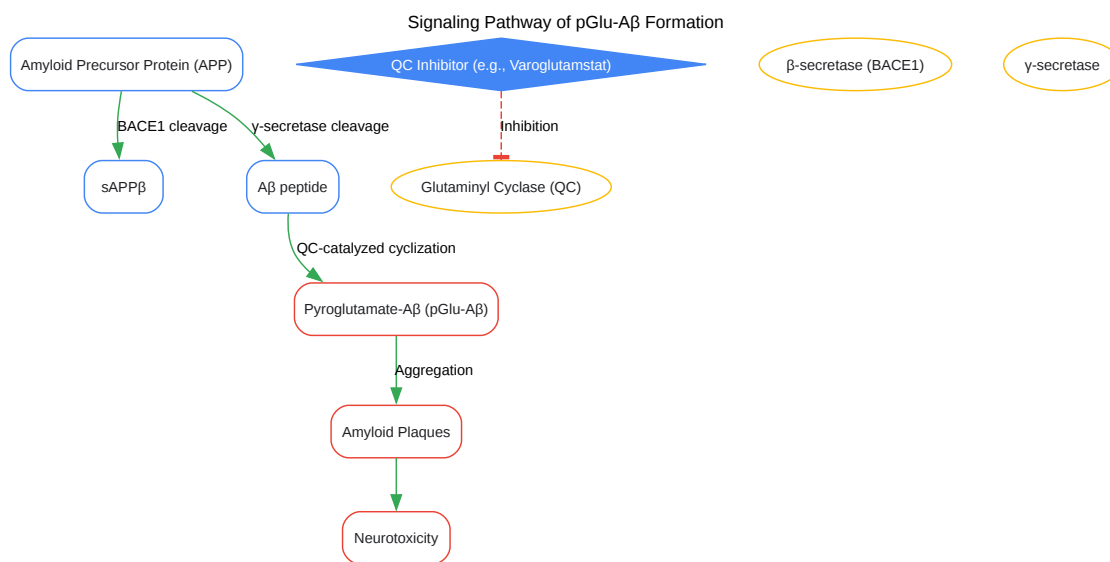 Signaling Pathway of pGlu-Aβ Formation
Amyloid Precursor Protein (APP)
QC Inhibitor (e.g., Varoglutamstat)
β-secretase (BACE1)
γ-secretase
BACE1 cleavage
γ-secretase cleavage
Inhibition
sAPPβ
Aβ peptide
Glutaminyl Cyclase (QC)
QC-catalyzed cyclization
Pyroglutamate-Aβ (pGlu-Aβ)
Aggregation
Amyloid Plaques
Neurotoxicity